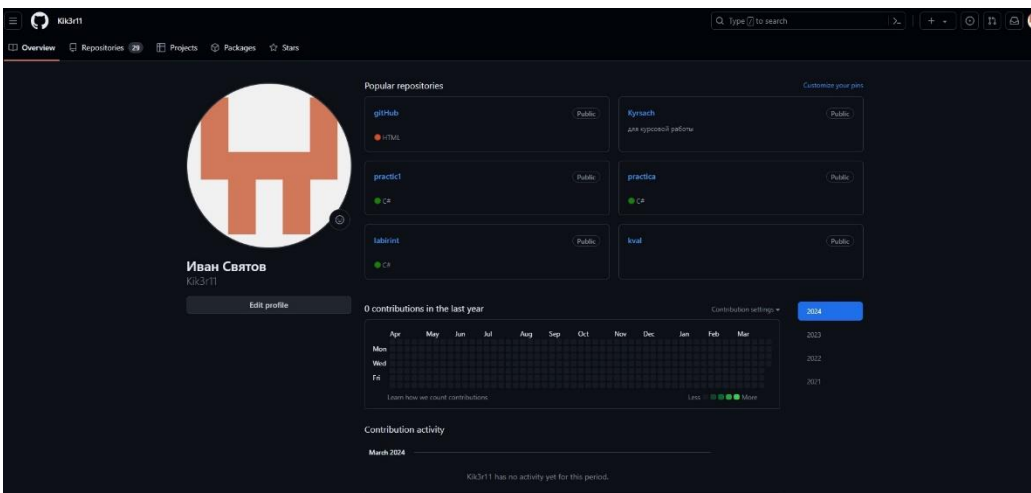 Kik3r11
Type / to search
Overview
Repositories 29
Projects
Packages
Stars
Popular repositories
Customize your pins
gitHub
Public
HTML
Kyrsach
Public
для курсовой работы
practic1
Public
C#
practica
Public
C#
labirint
Public
C#
kval
Public
Иван Святов
Kik3r11
Edit profile
0 contributions in the last year
Contribution settings
2024
2023
2022
2021
Apr May Jun Jul Aug Sep Oct Nov Dec Jan Feb Mar
Mon
Wed
Fri
Learn how we count contributions
Less
More
Contribution activity
March 2024
Kik3r11 has no activity yet for this period.